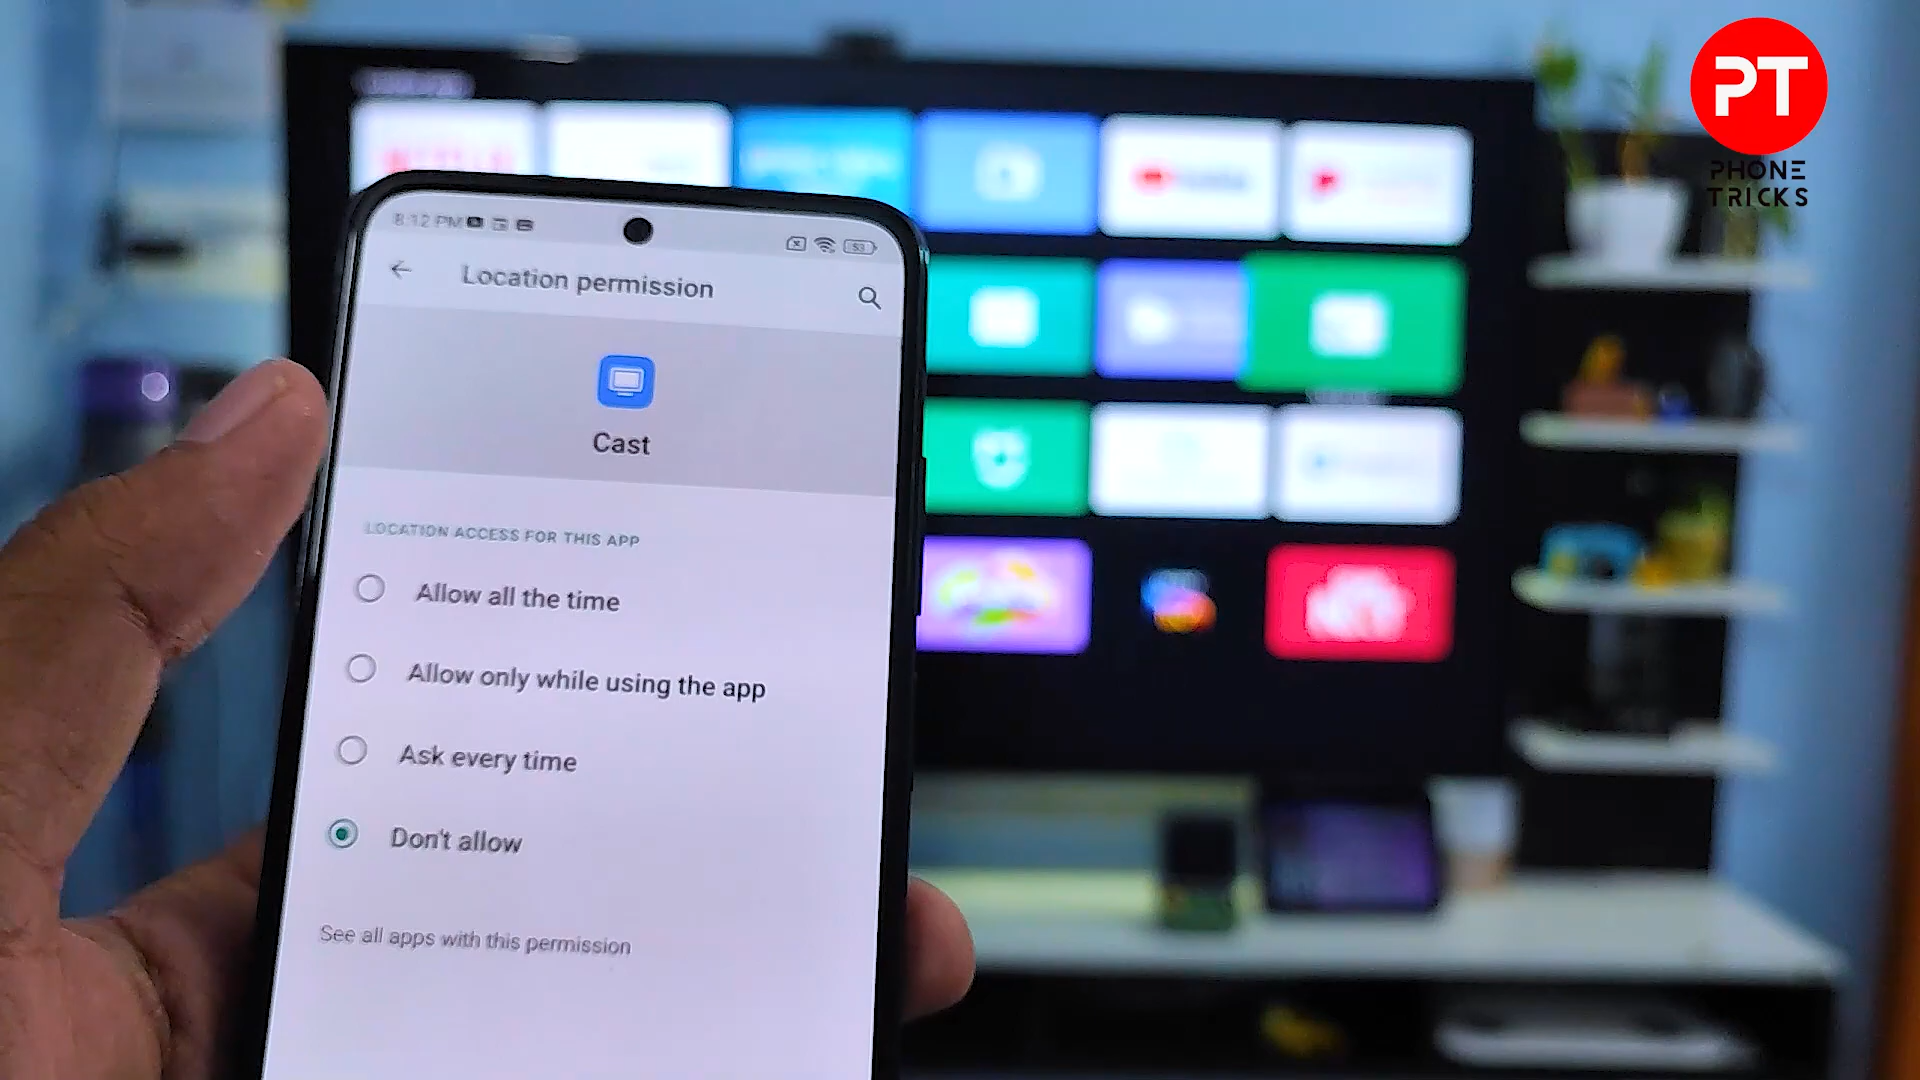 PT
PHONE
TRICKS
8:12 PM
53
Location permission
Cast
LOCATION ACCESS FOR THIS APP
Allow all the time
Allow only while using the app
Ask every time
Don't allow
See all apps with this permission